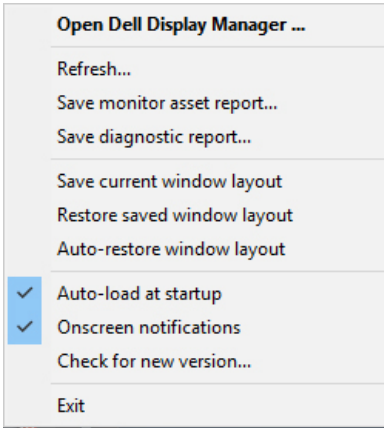 Open Dell Display Manager ...
Refresh...
Save monitor asset report...
Save diagnostic report...
Save current window layout
Restore saved window layout
Auto-restore window layout
Auto-load at startup
Onscreen notifications
Check for new version...
Exit